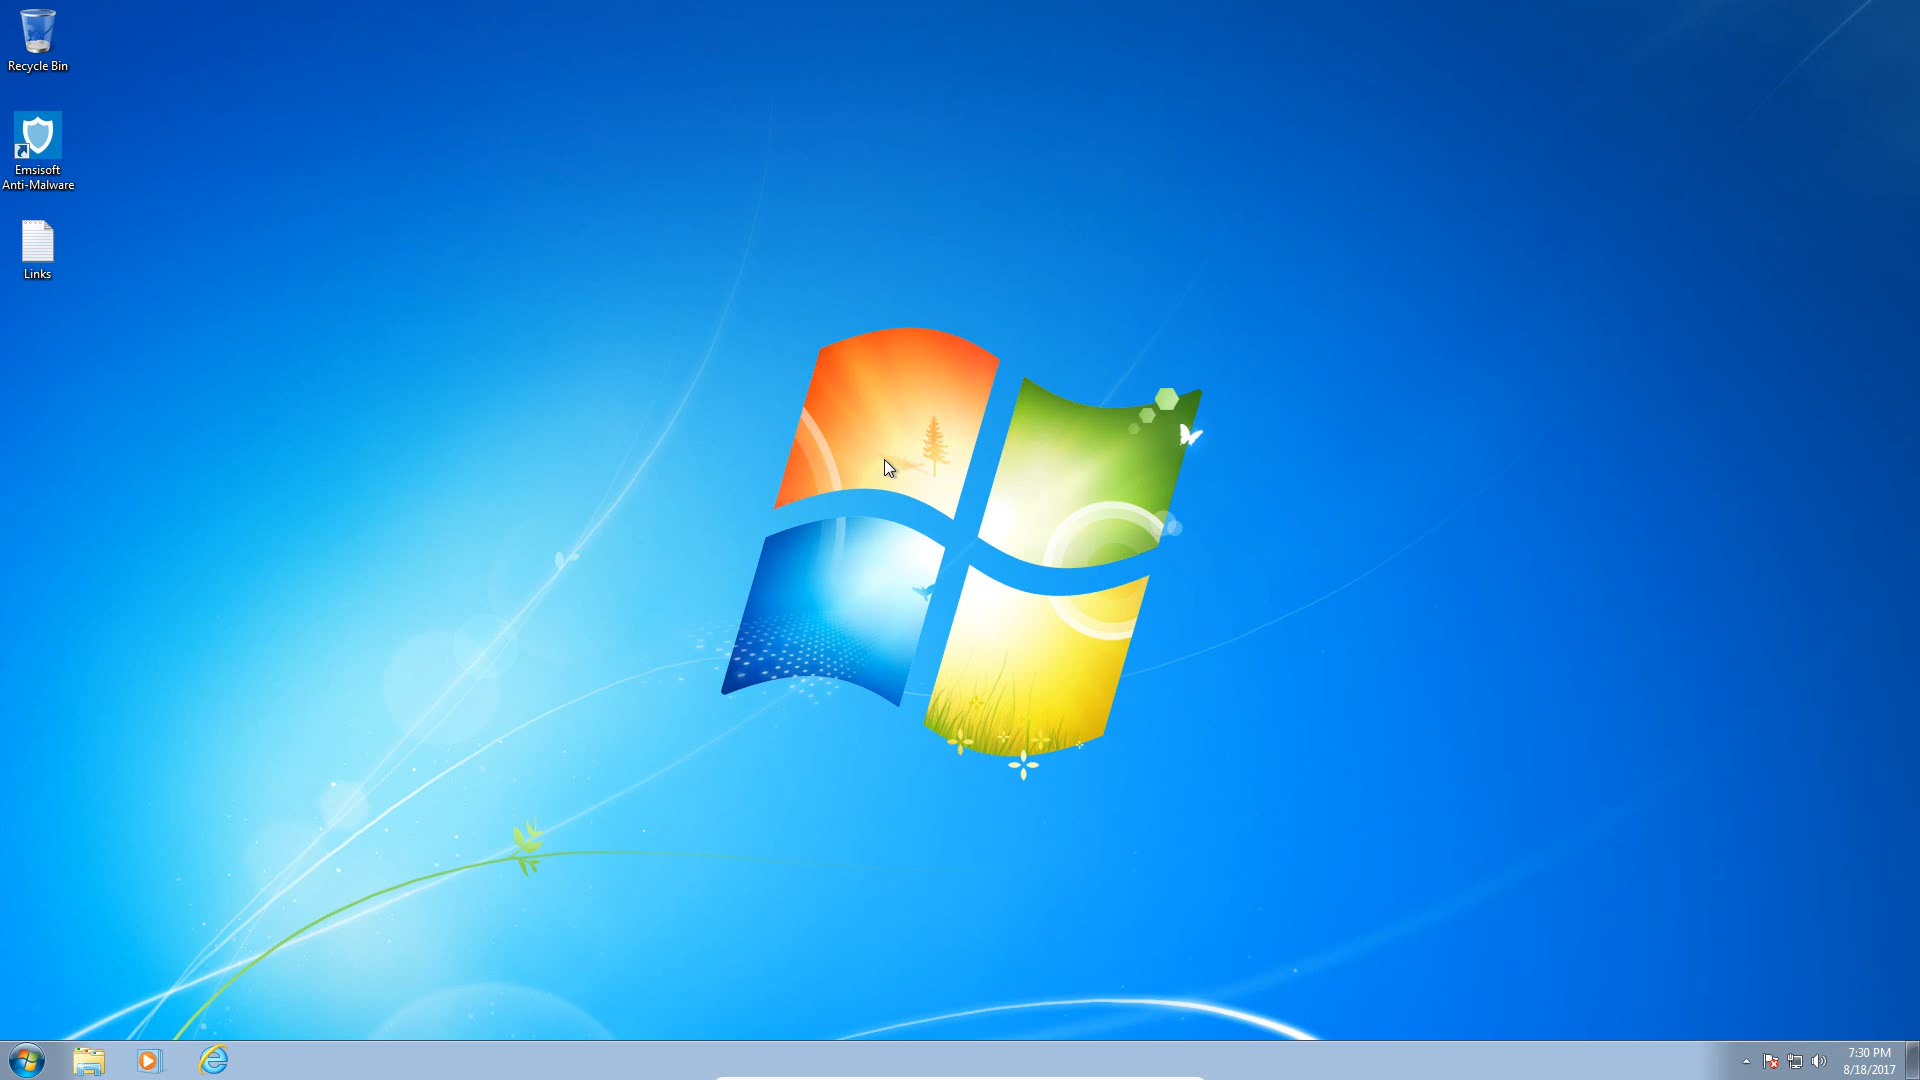 Recycle Bin
Emsisoft
Anti-Malware
Links
7:30 PM
8/18/2017